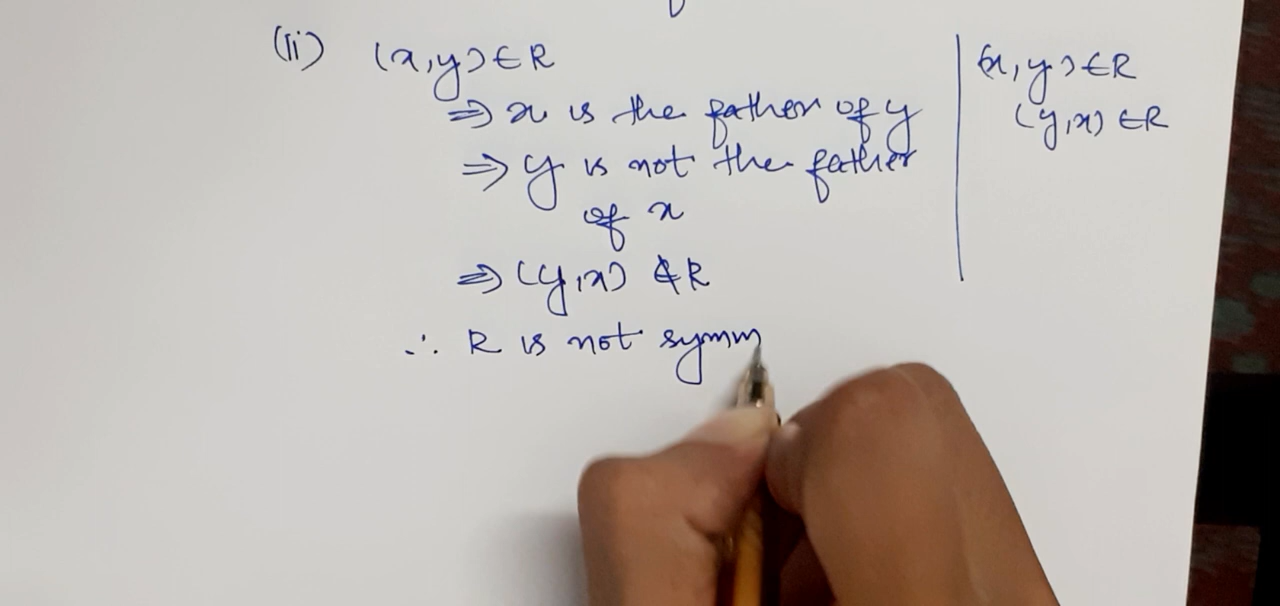 (ii) (x,y) ∈ R
⇒ x is the father of y
⇒ y is not the father
of x
⇒ (y,x) ∉ R
∴ R is not symm
(x,y) ∈ R
(y,x) ∈ R